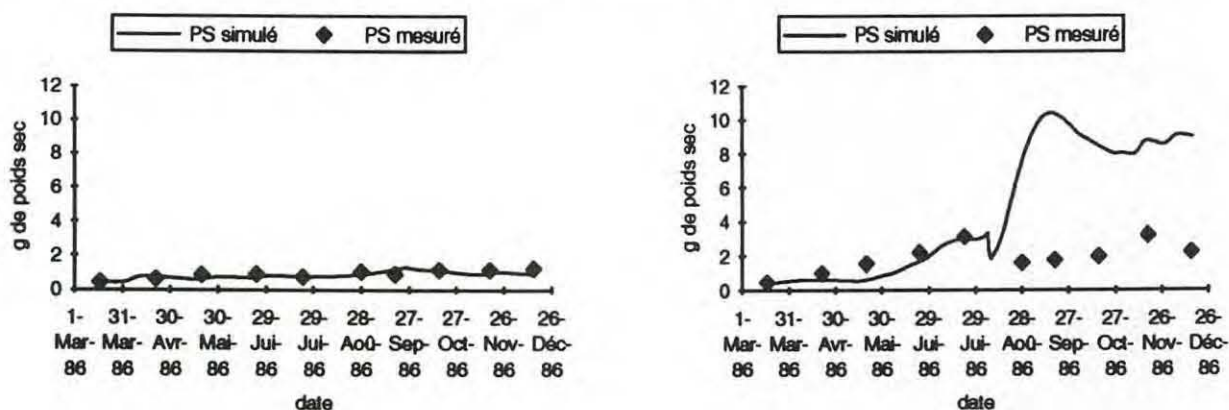 PS simulé PS mesuré
g de poids sec
12
10
8
6
4
2
0
1- 31- 30- 30- 29- 29- 28- 27- 27- 26- 26-
Mar- Mar- Avr- Mai- Jui- Jui- Aoû- Sep- Oct- Nov- Déc-
86 86 86 86 86 86 86 86 86 86 86
date
PS simulé PS mesuré
g de poids sec
12
10
8
6
4
2
0
1- 31- 30- 30- 29- 29- 28- 27- 27- 26- 26-
Mar- Mar- Avr- Mai- Jui- Jui- Aoû- Sep- Oct- Nov- Déc-
86 86 86 86 86 86 86 86 86 86 86
date